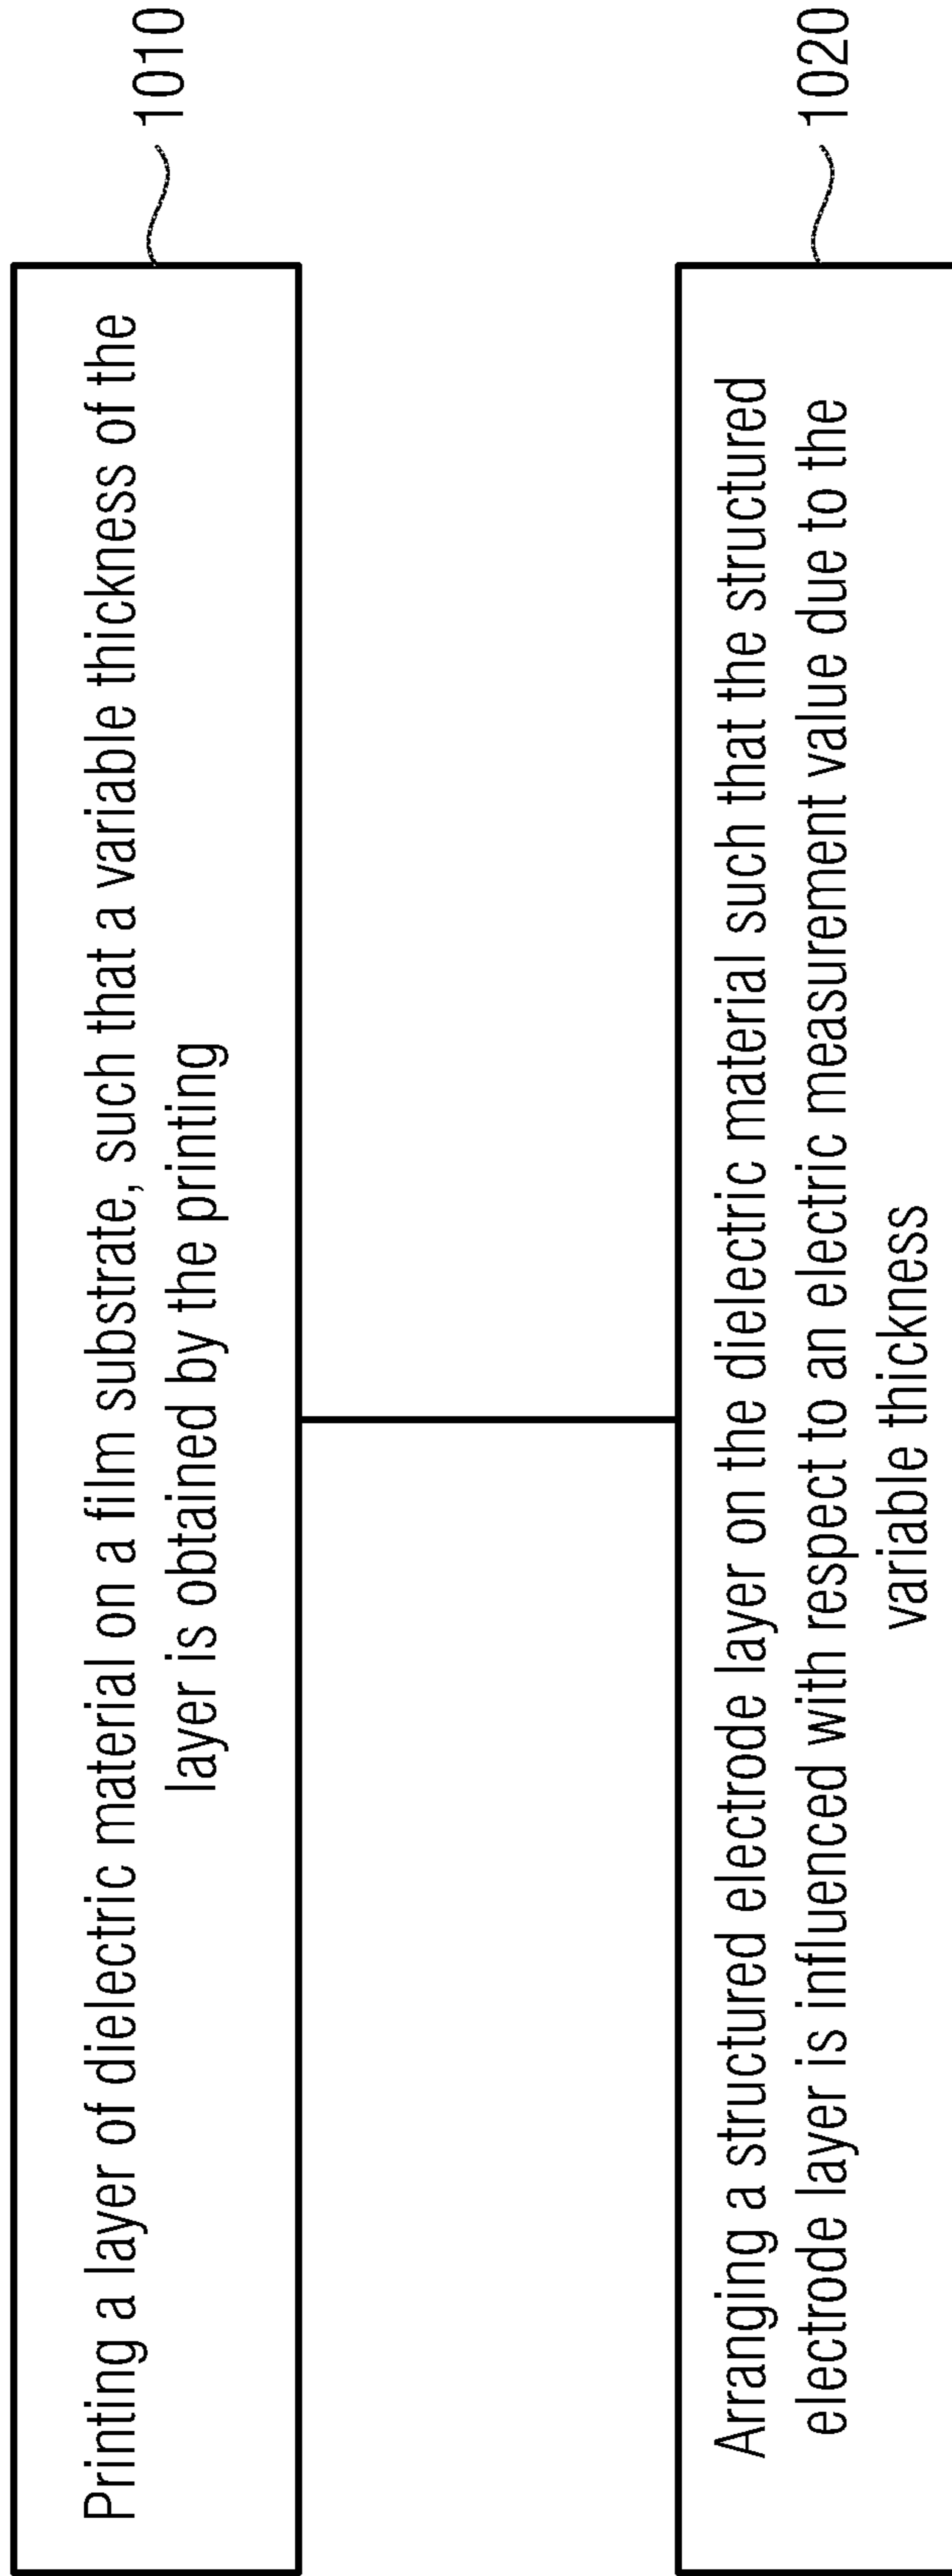 Printing a layer of dielectric material on a film substrate, such that a variable thickness of the
layer is obtained by the printing
1010
Arranging a structured electrode layer on the dielectric material such that the structured
electrode layer is influenced with respect to an electric measurement value due to the
variable thickness
1020